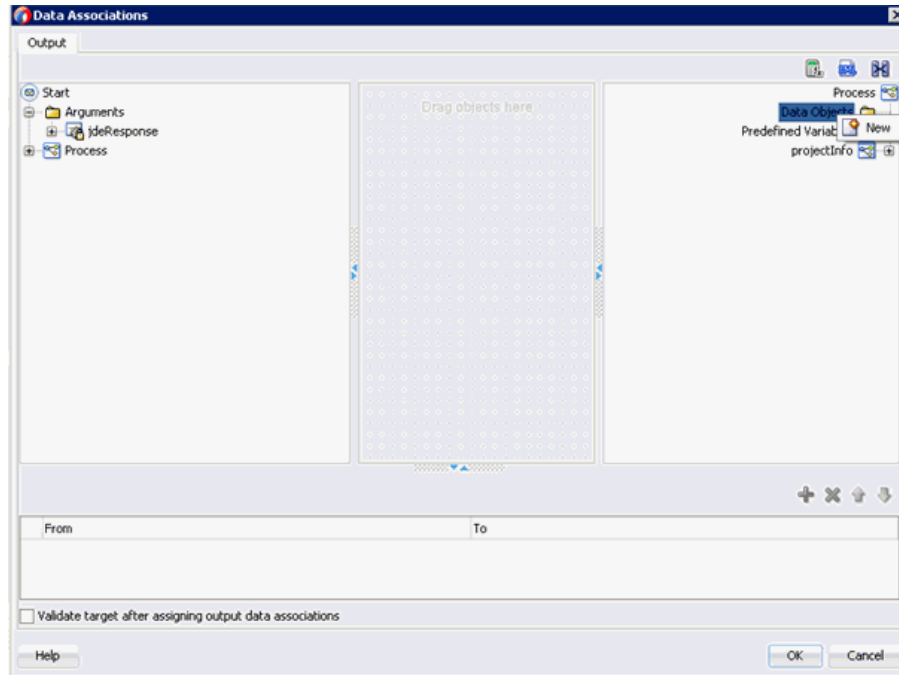 Data Associations
Output
Start
Arguments
jdeResponse
Process
Drag objects here
Process
Data Objects
New
Predefined Variab
projectInfo
From
To
Validate target after assigning output data associations
Help
OK
Cancel